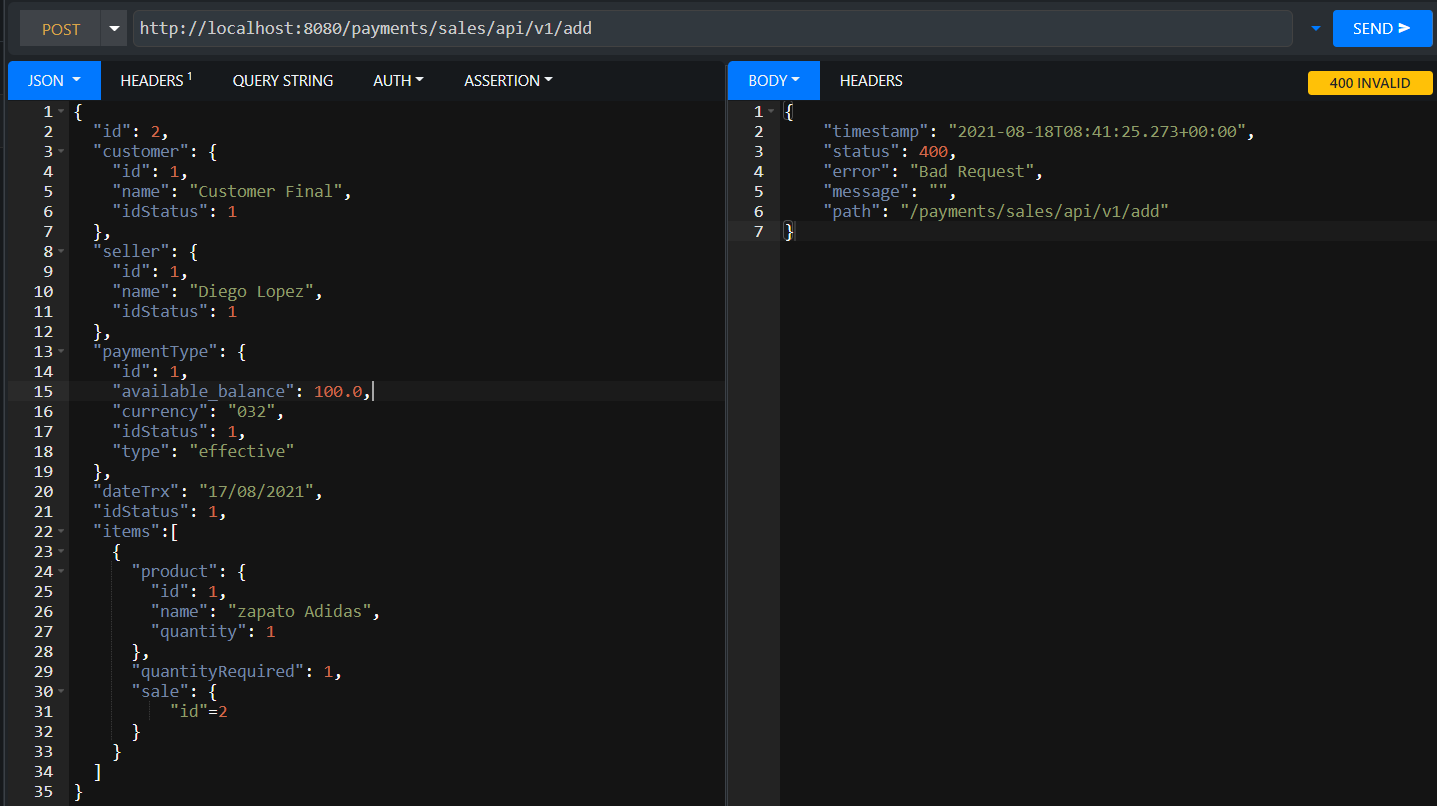 POST http://localhost:8080/payments/sales/api/v1/add SEND
JSON HEADERS 1 QUERY STRING AUTH ASSERTION
1 {
2 "id": 2,
3 "customer": {
4 "id": 1,
5 "name": "Customer Final",
6 "idStatus": 1
7 },
8 "seller": {
9 "id": 1,
10 "name": "Diego Lopez",
11 "idStatus": 1
12 },
13 "paymentType": {
14 "id": 1,
15 "available_balance": 100.0,
16 "currency": "032",
17 "idStatus": 1,
18 "type": "effective"
19 },
20 "dateTrx": "17/08/2021",
21 "idStatus": 1,
22 "items":[
23 {
24 "product": {
25 "id": 1,
26 "name": "zapato Adidas",
27 "quantity": 1
28 },
29 "quantityRequired": 1,
30 "sale": {
31 "id"=2
32 }
33 }
34 ]
35 }
BODY HEADERS 400 INVALID
1 {
2 "timestamp": "2021-08-18T08:41:25.273+00:00",
3 "status": 400,
4 "error": "Bad Request",
5 "message": "",
6 "path": "/payments/sales/api/v1/add"
7 }